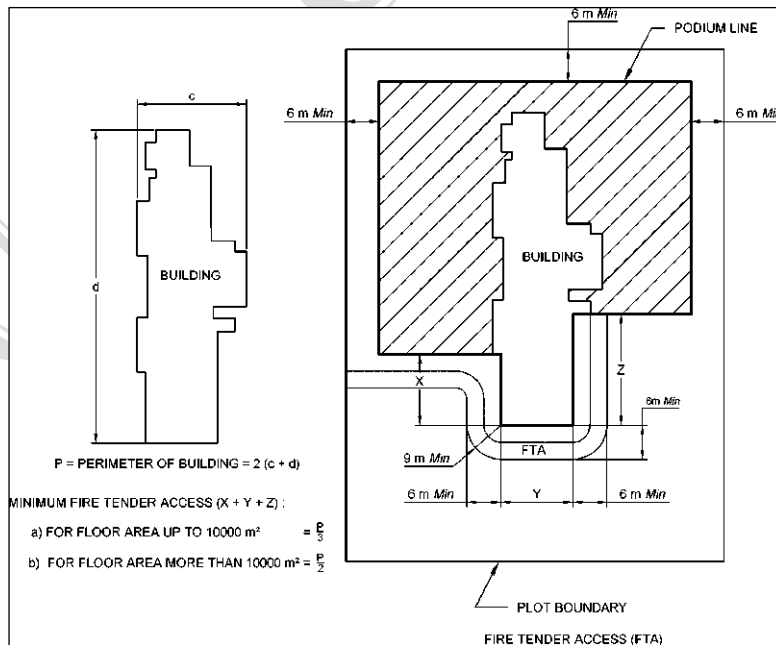 6 m Min
PODIUM LINE
c
6 m Min
6 m Min
d
BUILDING
BUILDING
X
Z
6m Min
9 m Min
FTA
P = PERIMETER OF BUILDING = 2 (c + d)
6 m Min
Y
6 m Min
MINIMUM FIRE TENDER ACCESS (X + Y + Z) :
a) FOR FLOOR AREA UP TO 10000 m² = P/3
b) FOR FLOOR AREA MORE THAN 10000 m² = P/2
PLOT BOUNDARY
FIRE TENDER ACCESS (FTA)